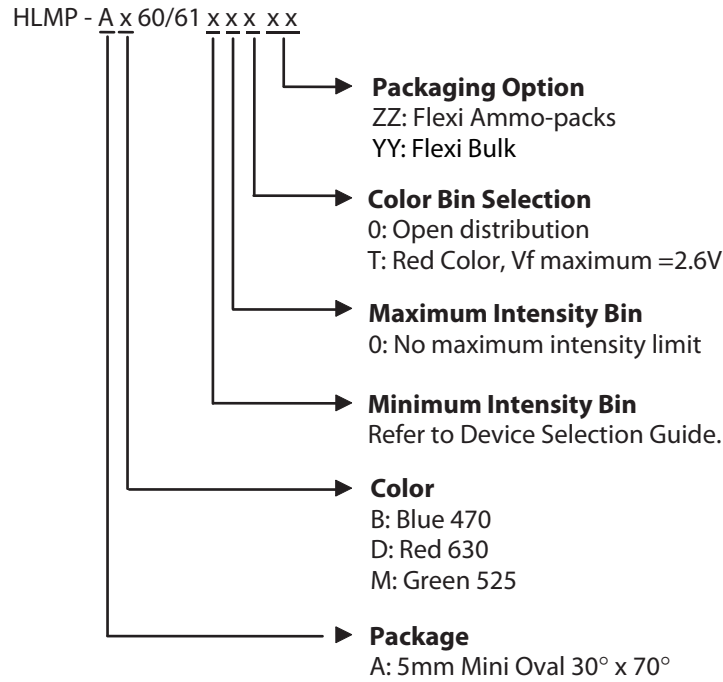 HLMP - A x 60/61 x x x x x
Packaging Option
ZZ: Flexi Ammo-packs
YY: Flexi Bulk
Color Bin Selection
0: Open distribution
T: Red Color, Vf maximum =2.6V
Maximum Intensity Bin
0: No maximum intensity limit
Minimum Intensity Bin
Refer to Device Selection Guide.
Color
B: Blue 470
D: Red 630
M: Green 525
Package
A: 5mm Mini Oval 30° x 70°